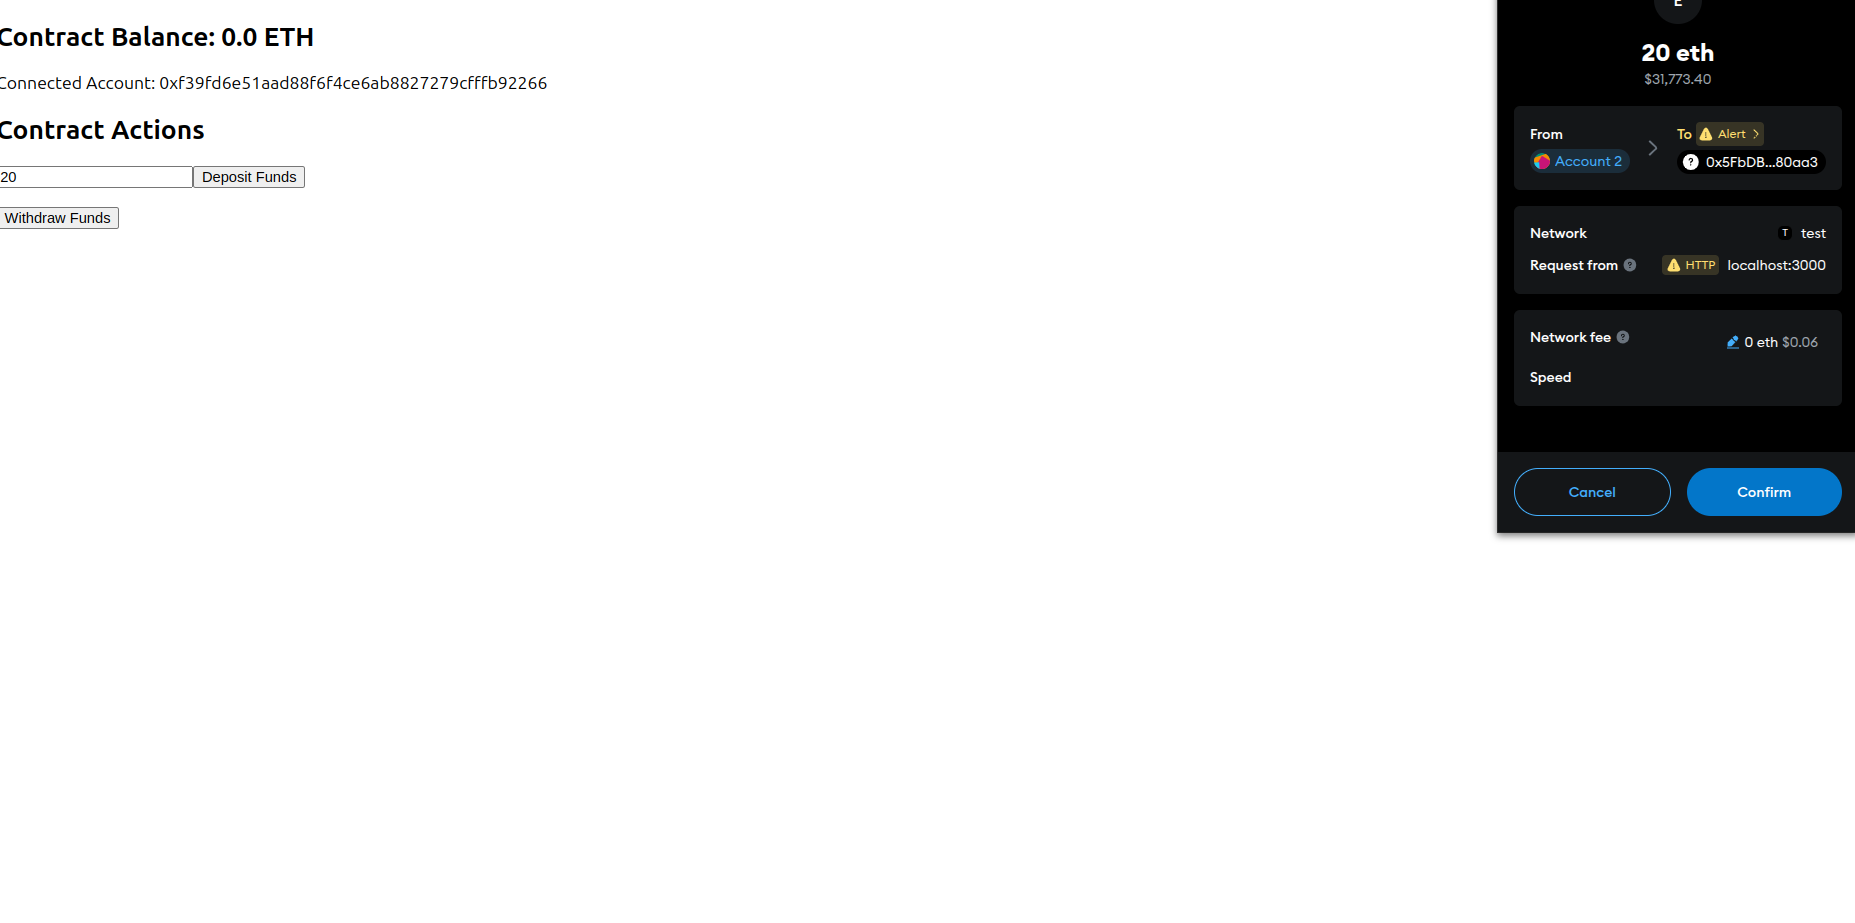 Contract Balance: 0.0 ETH
Connected Account: 0xf39fd6e51aad88f6f4ce6ab8827279cfffb92266
Contract Actions
20
Deposit Funds
Withdraw Funds
E
20 eth
$31,773.40
From
To Alert
Account 2
0x5FbDB...80aa3
Network
T test
Request from
HTTP localhost:3000
Network fee
0 eth $0.06
Speed
Cancel
Confirm